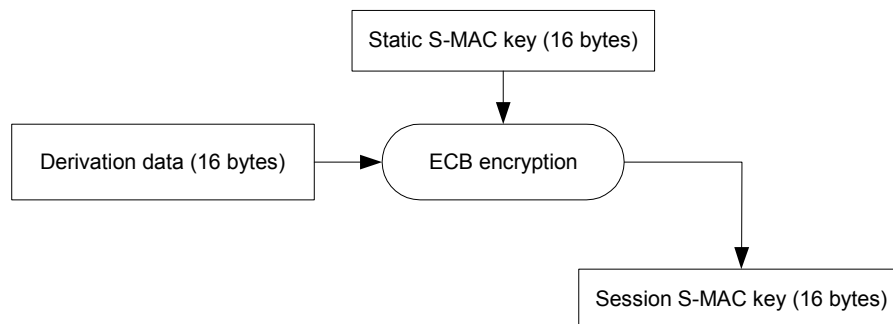 Static S-MAC key (16 bytes)
Derivation data (16 bytes)
ECB encryption
Session S-MAC key (16 bytes)